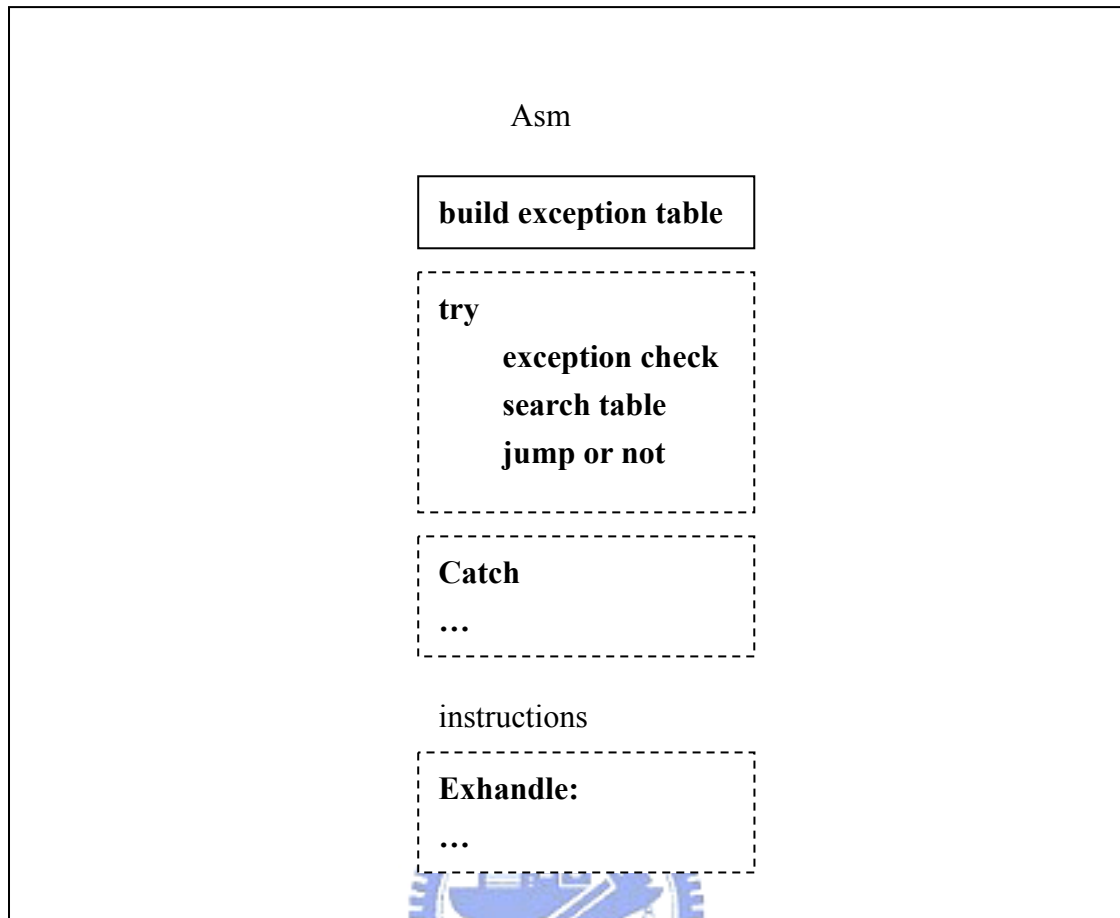 Asm
build exception table
try
exception check
search table
jump or not
Catch
…
instructions
Exhandle:
…